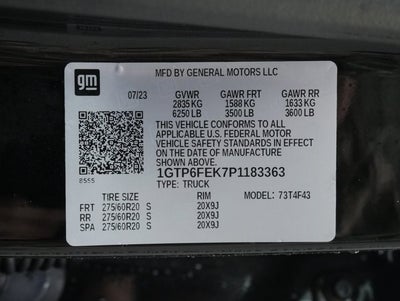 gm
MFD BY GENERAL MOTORS LLC
07/23 GVWR GAWR FRT GAWR RR
2835 KG 1588 KG 1633 KG
6250 LB 3500 LB 3600 LB
THIS VEHICLE CONFORMS TO ALL
APPLICABLE U.S. FEDERAL MOTOR
VEHICLE SAFETY STANDARDS IN EFFECT
ON THE DATE OF MANUFACTURE
SHOWN ABOVE.
8555
1GTP6FEK7P1183363
TYPE: TRUCK MODEL: 73T4F43
TIRE SIZE RIM
FRT 275/60R20 S 20X9J
RR 275/60R20 S 20X9J
SPA 275/60R20 S 20X9J